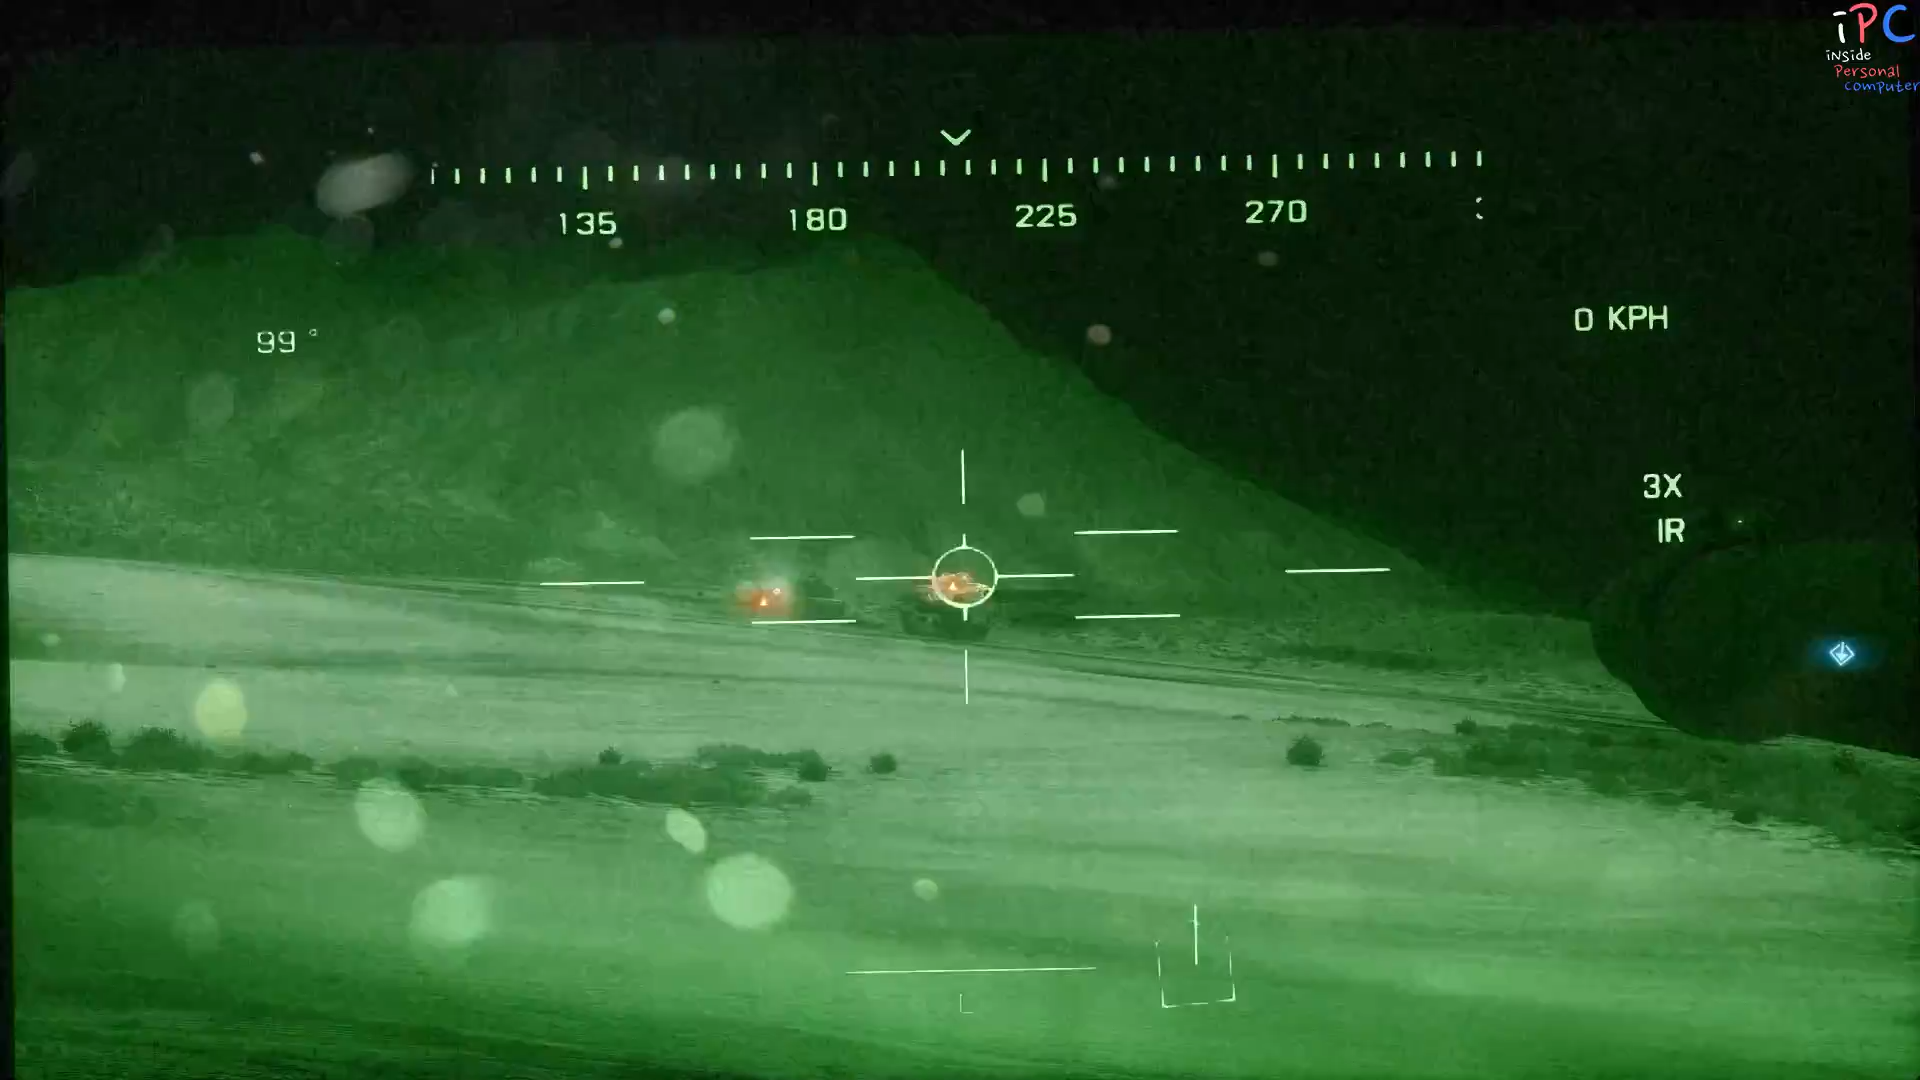 iPC
iNside
Personal
Computer
135 180 225 270
99 °
0 KPH
3X
IR
L